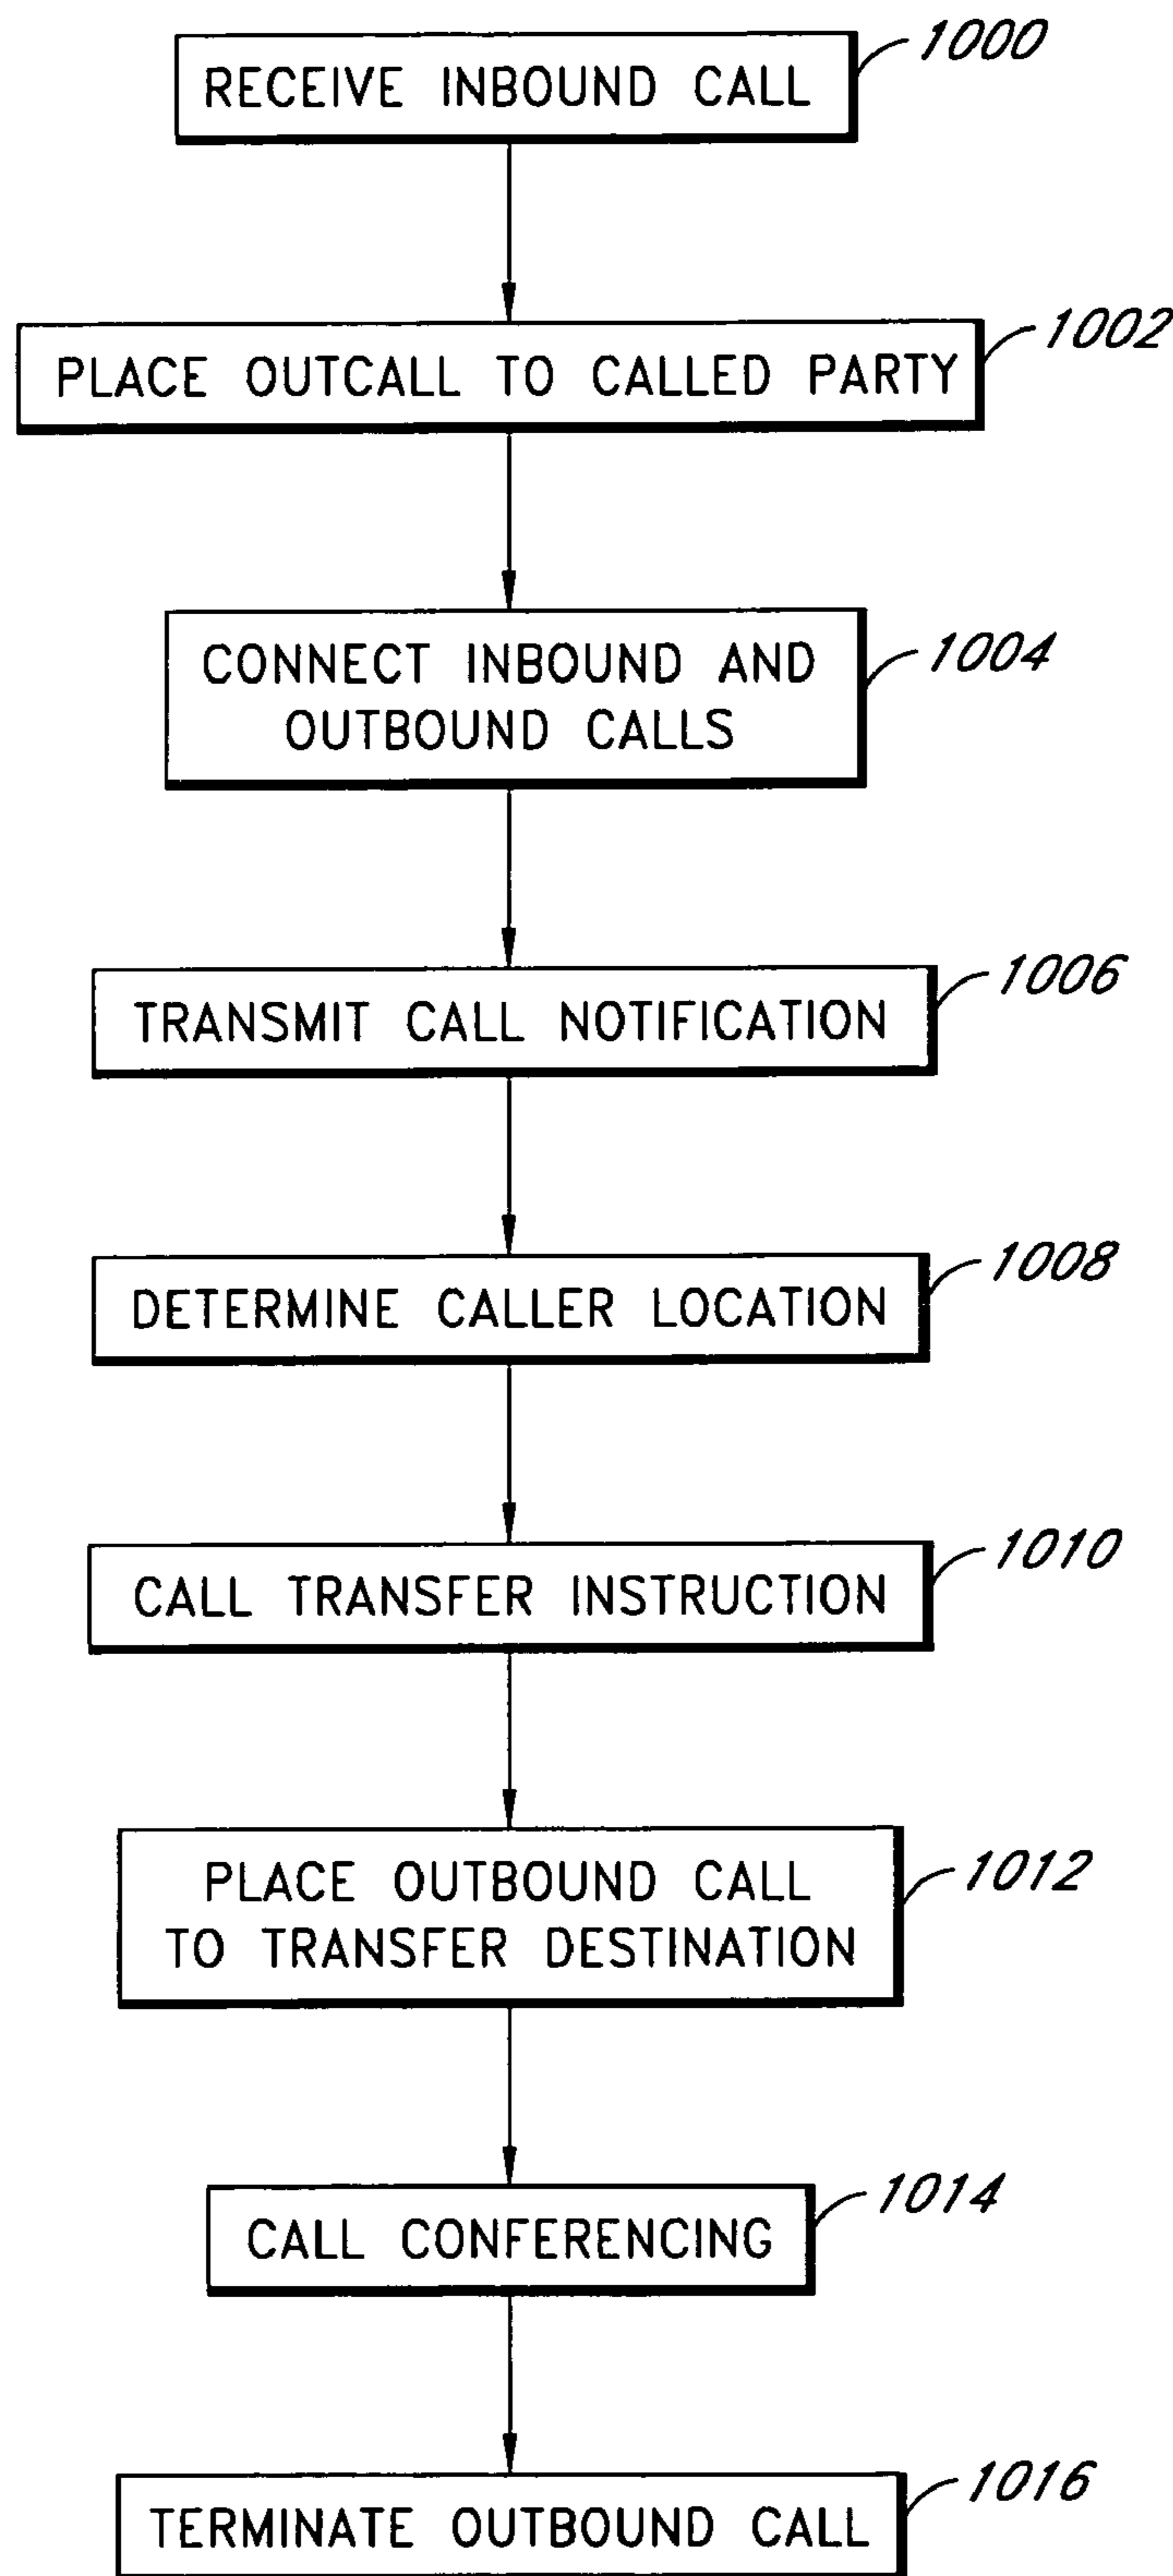 1000
RECEIVE INBOUND CALL
1002
PLACE OUTCALL TO CALLED PARTY
1004
CONNECT INBOUND AND
OUTBOUND CALLS
1006
TRANSMIT CALL NOTIFICATION
1008
DETERMINE CALLER LOCATION
1010
CALL TRANSFER INSTRUCTION
1012
PLACE OUTBOUND CALL
TO TRANSFER DESTINATION
1014
CALL CONFERENCING
1016
TERMINATE OUTBOUND CALL